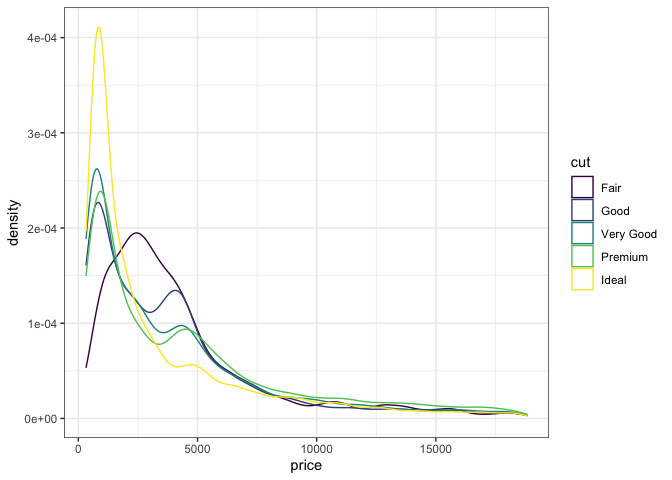 4e-04
3e-04
2e-04
1e-04
0e+00
density
0
5000
10000
15000
price
cut
Fair
Good
Very Good
Premium
Ideal